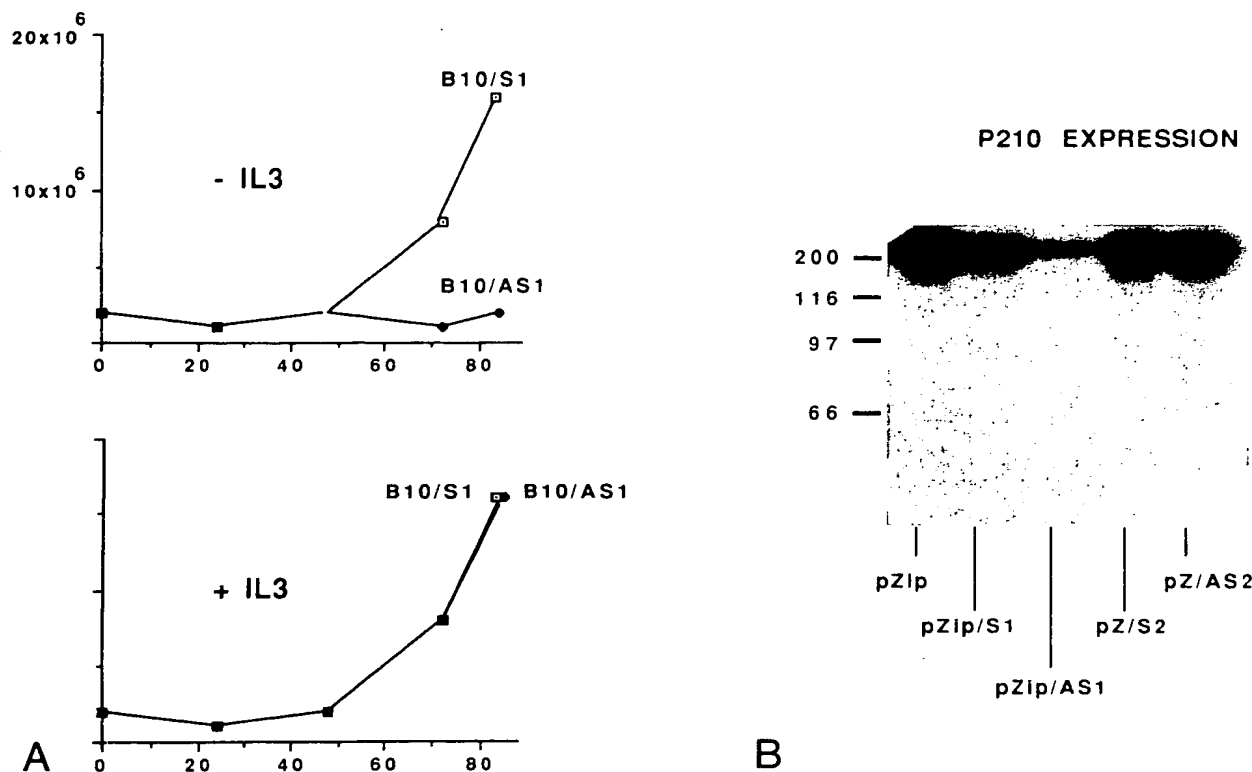 20x10^6
B10/S1
- IL3
10x10^6
B10/AS1
0 20 40 60 80
B10/S1 B10/AS1
+ IL3
0 20 40 60 80
A
P210 EXPRESSION
200
116
97
66
pZip
pZip/S1
pZip/AS1
pZ/S2
pZ/AS2
B